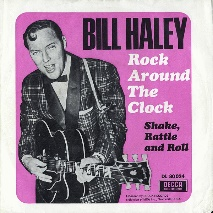 BILL HALEY
Rock
Around
The
Clock
Shake,
Rattle
and Roll
DECCA